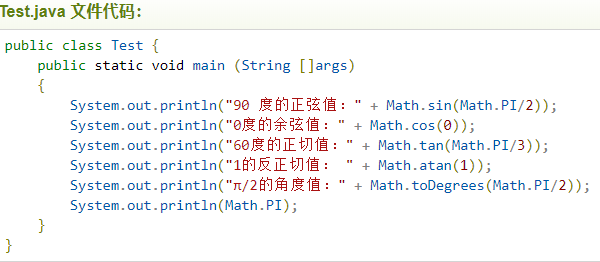 Test.java 文件代码：
public class Test {
    public static void main (String []args)
    {
        System.out.println("90 度的正弦值：" + Math.sin(Math.PI/2));
        System.out.println("0度的余弦值：" + Math.cos(0));
        System.out.println("60度的正切值：" + Math.tan(Math.PI/3));
        System.out.println("1的反正切值： " + Math.atan(1));
        System.out.println("π/2的角度值：" + Math.toDegrees(Math.PI/2));
        System.out.println(Math.PI);
    }
}